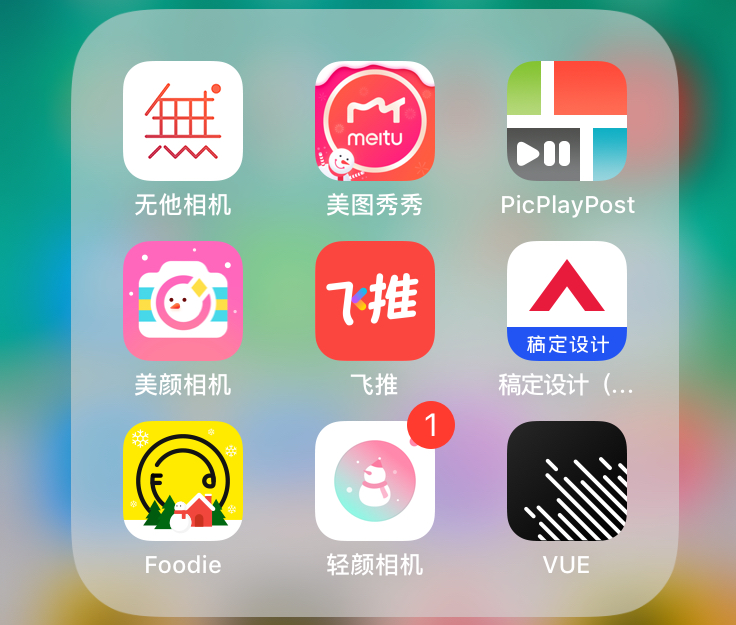 無
meitu
无他相机
美图秀秀
PicPlayPost
飞推
稿定设计
美颜相机
飞推
稿定设计（...
1
Foodie
轻颜相机
VUE